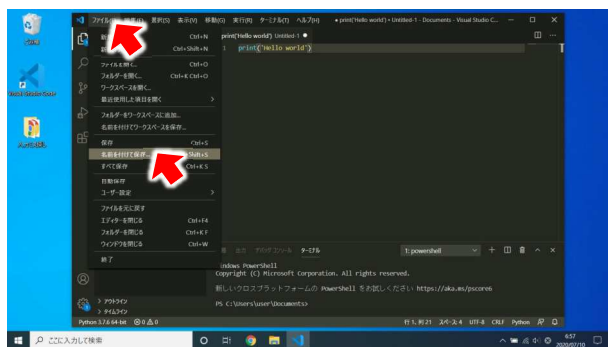 ファイル(F)
選択(S) 表示(V) 移動(G) 実行(R) ターミナル(T) ヘルプ(H) ● print('Hello world') • Untitled-1 - Documents - Visual Studio C...
Ctrl+N
print('Hello world') Untitled-1 ●
Ctrl+Shift+N
1 print('Hello world')
ファイルを開く... Ctrl+O
フォルダーを開く... Ctrl+K Ctrl+O
ワークスペースを開く...
最近使用した項目を開く >
フォルダーをワークスペースに追加...
名前を付けてワークスペースを保存...
保存 Ctrl+S
名前を付けて保存... Shift+S
すべて保存 Ctrl+K S
自動保存
ユーザー設定 >
ファイルを元に戻す
エディターを閉じる Ctrl+F4
フォルダーを閉じる Ctrl+K F
ウィンドウを閉じる Ctrl+W
終了
Visual Studio Code
出力 デバッグ コンソール ターミナル 1: powershell
indows PowerShell
Copyright (C) Microsoft Corporation. All rights reserved.
新しいクロスプラットフォームの PowerShell をお試しください https://aka.ms/pscore6
PS C:\Users\user\Documents>
> アウトライン
> タイムライン
Python 3.7.6 64-bit 0 0 行 1、列 21 スペース: 4 UTF-8 CRLF Python
ここに入力して検索
6:57
2020/07/10